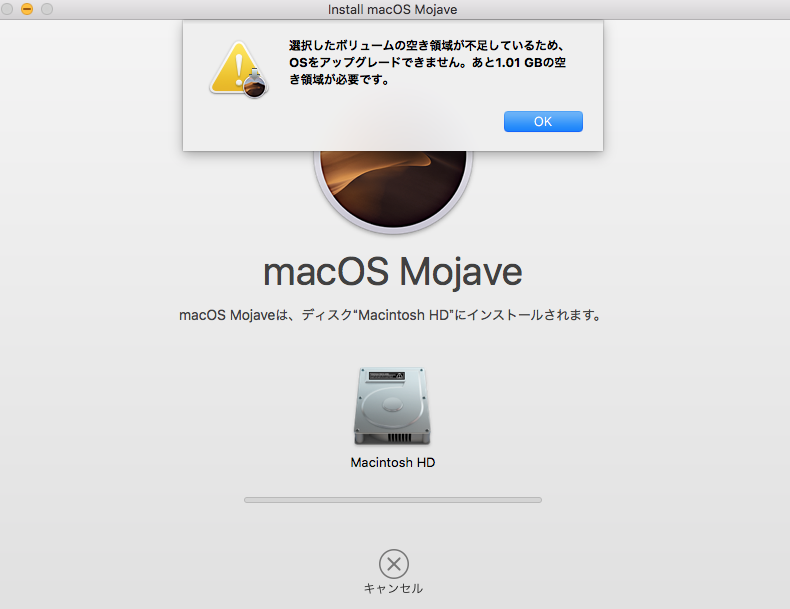 Install macOS Mojave
選択したボリュームの空き領域が不足しているため、
OSをアップグレードできません。あと1.01 GBの空
き領域が必要です。
OK
macOS Mojave
macOS Mojaveは、ディスク“Macintosh HD”にインストールされます。
Macintosh HD
キャンセル